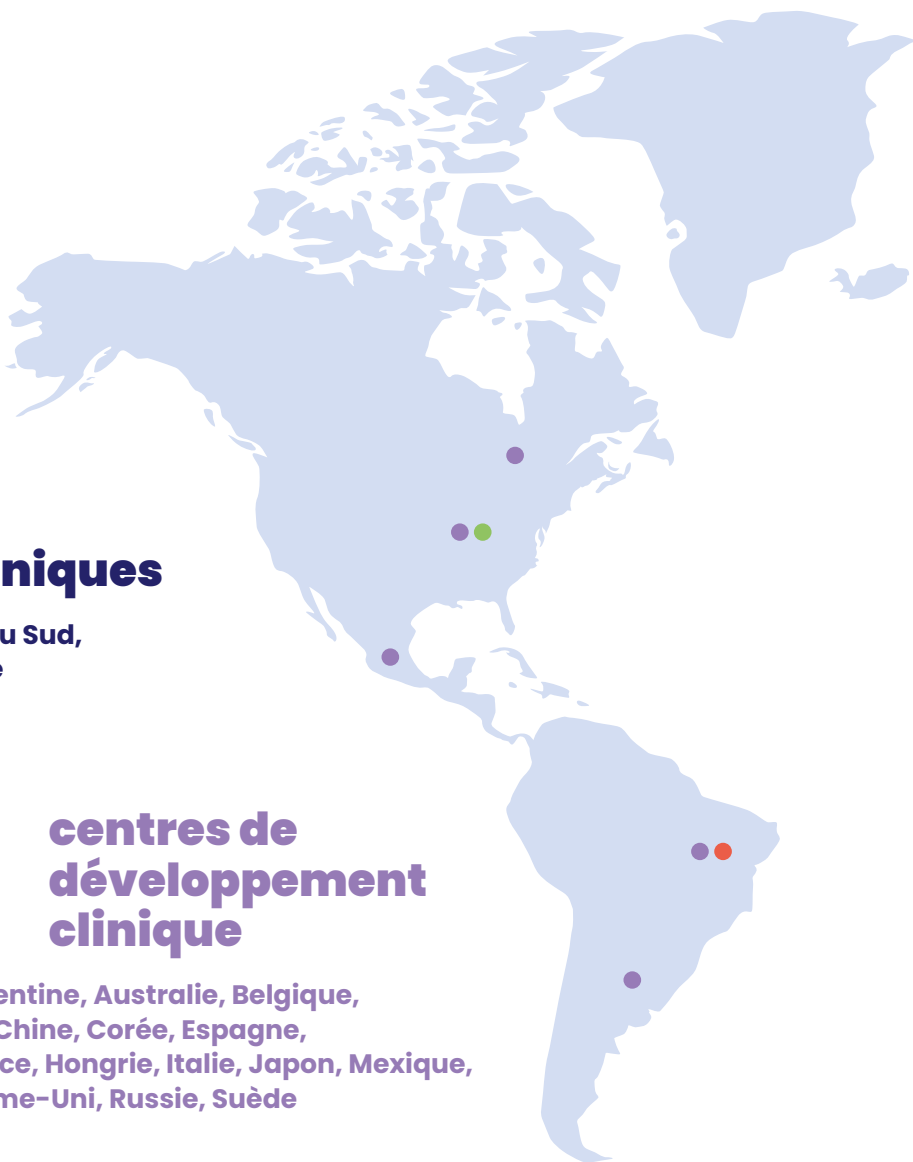 niques
u Sud,
e
centres de
développement
clinique
entine, Australie, Belgique,
Chine, Corée, Espagne,
ce, Hongrie, Italie, Japon, Mexique,
me-Uni, Russie, Suède